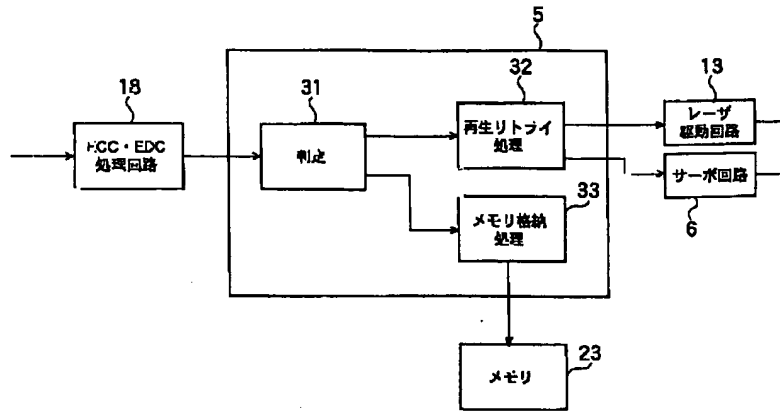 5
18
31
32
13
ECC・EDC
処理回路
判定
再生リトライ
処理
レーザ
駆動回路
サーボ回路
6
33
メモリ格納
処理
メモリ
23